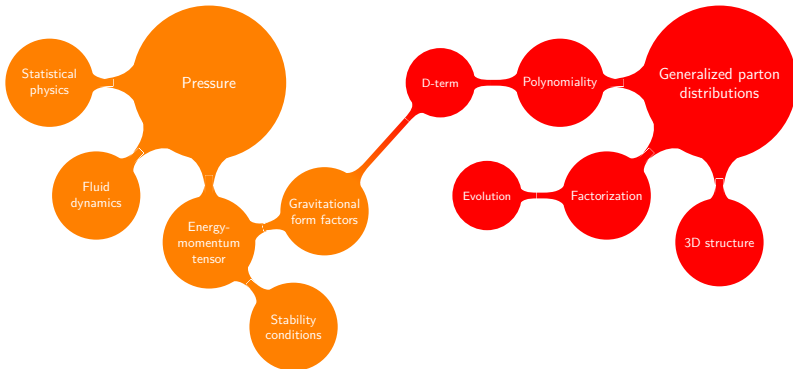 Statistical
physics
Pressure
Fluid
dynamics
Energy-
momentum
tensor
Gravitational
form factors
Stability
conditions
D-term
Polynomiality
Generalized parton
distributions
Evolution
Factorization
3D structure